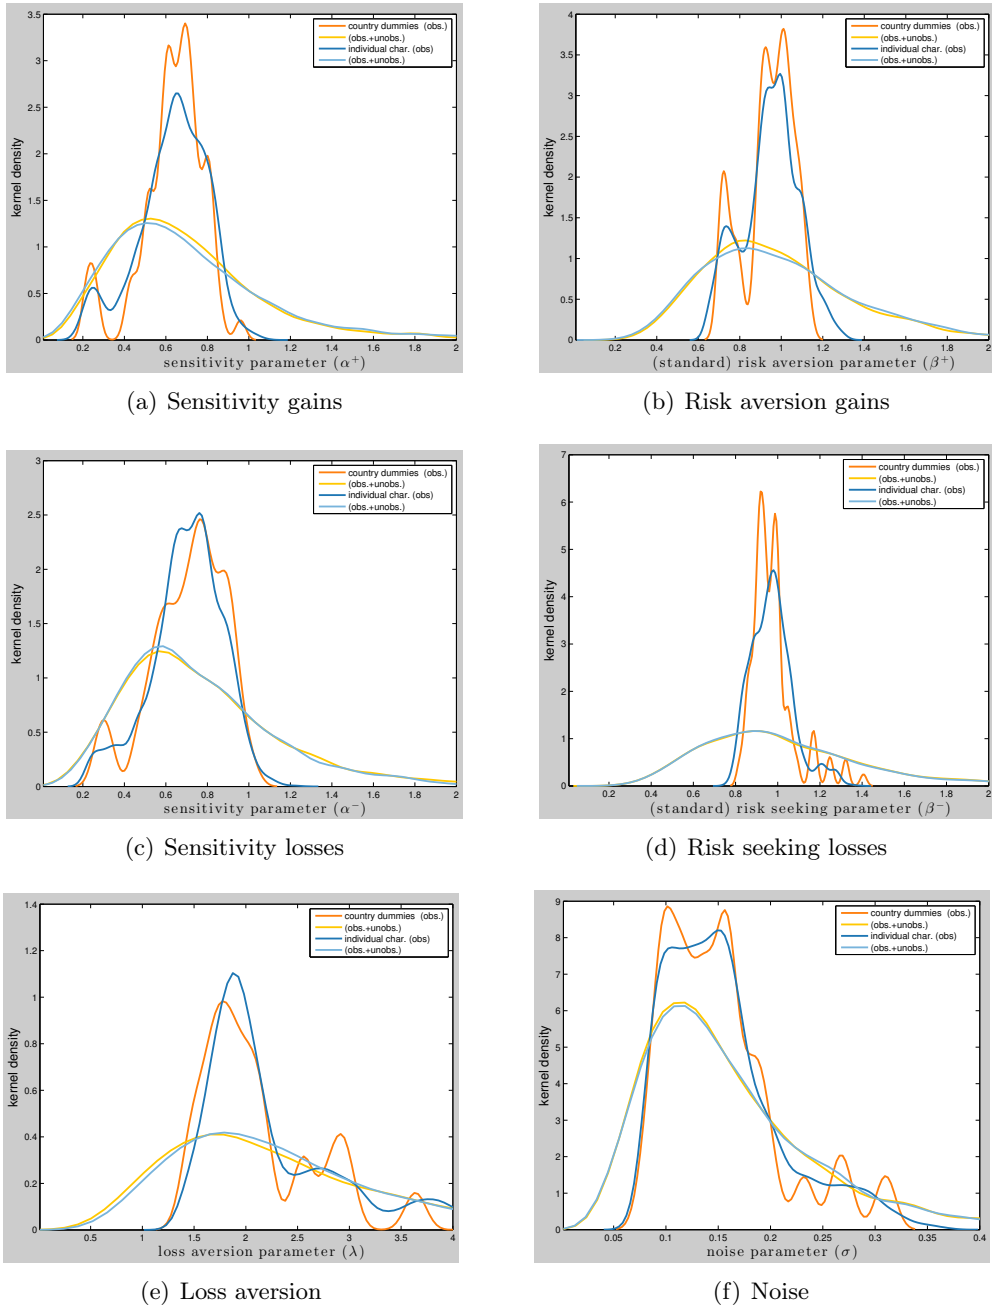 3.5
3
2.5
2
1.5
1
0.5
0
kernel density
country dummies (obs.)
(obs.+unobs.)
individual char. (obs)
(obs.+unobs.)
0.2 0.4 0.6 0.8 1 1.2 1.4 1.6 1.8 2
sensitivity parameter (α⁺)
(a) Sensitivity gains
4
3.5
3
2.5
2
1.5
1
0.5
0
kernel density
country dummies (obs.)
(obs.+unobs.)
individual char. (obs)
(obs.+unobs.)
0.2 0.4 0.6 0.8 1 1.2 1.4 1.6 1.8 2
(standard) risk aversion parameter (β⁺)
(b) Risk aversion gains
3
2.5
2
1.5
1
0.5
0
kernel density
country dummies (obs.)
(obs.+unobs.)
individual char. (obs)
(obs.+unobs.)
0.2 0.4 0.6 0.8 1 1.2 1.4 1.6 1.8 2
sensitivity parameter (α⁻)
(c) Sensitivity losses
7
6
5
4
3
2
1
0
kernel density
country dummies (obs.)
(obs.+unobs.)
individual char. (obs)
(obs.+unobs.)
0.2 0.4 0.6 0.8 1 1.2 1.4 1.6 1.8 2
(standard) risk seeking parameter (β⁻)
(d) Risk seeking losses
1.4
1.2
1
0.8
0.6
0.4
0.2
0
kernel density
country dummies (obs.)
(obs.+unobs.)
individual char. (obs)
(obs.+unobs.)
0.5 1 1.5 2 2.5 3 3.5 4
loss aversion parameter (λ)
(e) Loss aversion
9
8
7
6
5
4
3
2
1
0
kernel density
country dummies (obs.)
(obs.+unobs.)
individual char. (obs)
(obs.+unobs.)
0.05 0.1 0.15 0.2 0.25 0.3 0.35 0.4
noise parameter (σ)
(f) Noise